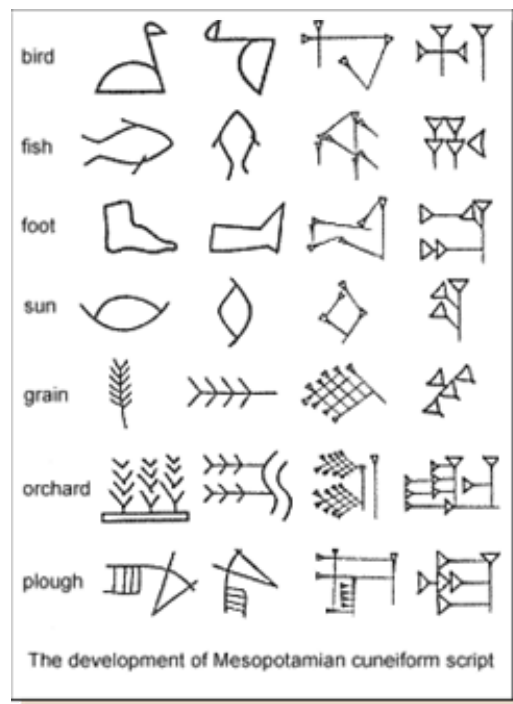 bird
fish
foot
sun
grain
orchard
plough
The development of Mesopotamian cuneiform script